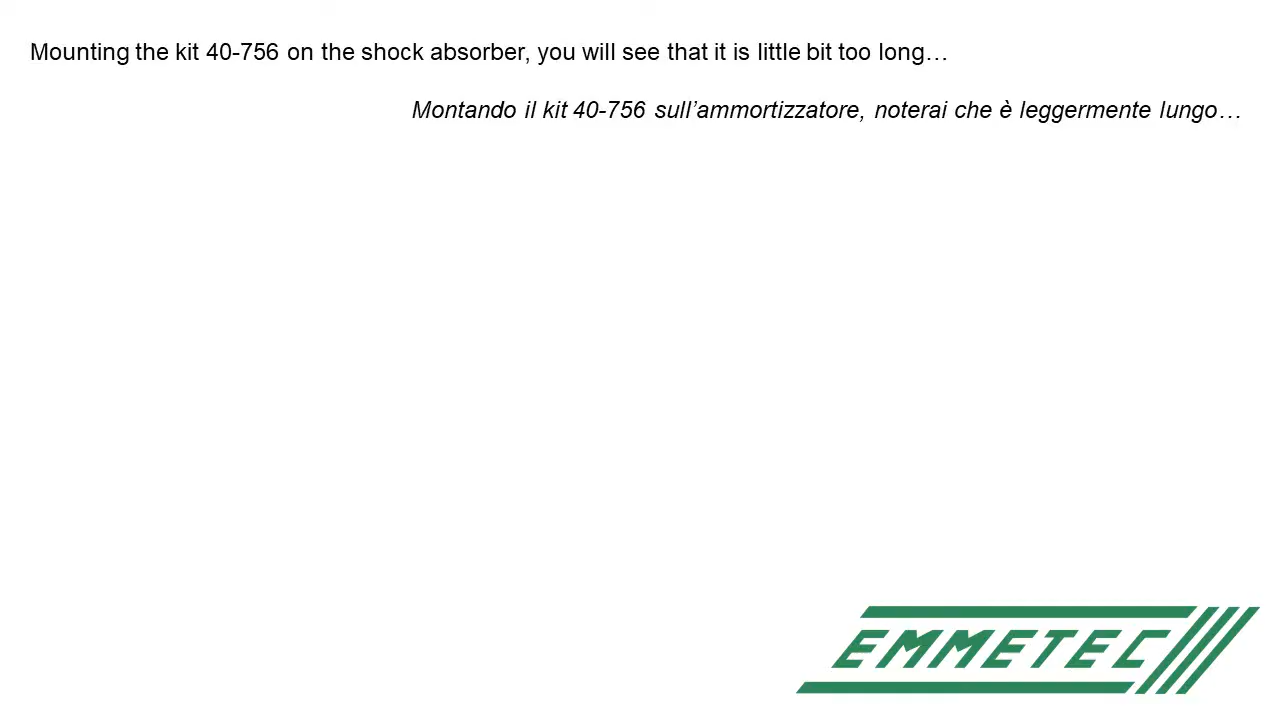 Mounting the kit 40-756 on the shock absorber, you will see that it is little bit too long…
Montando il kit 40-756 sull’ammortizzatore, noterai che è leggermente lungo…
EMMETEC